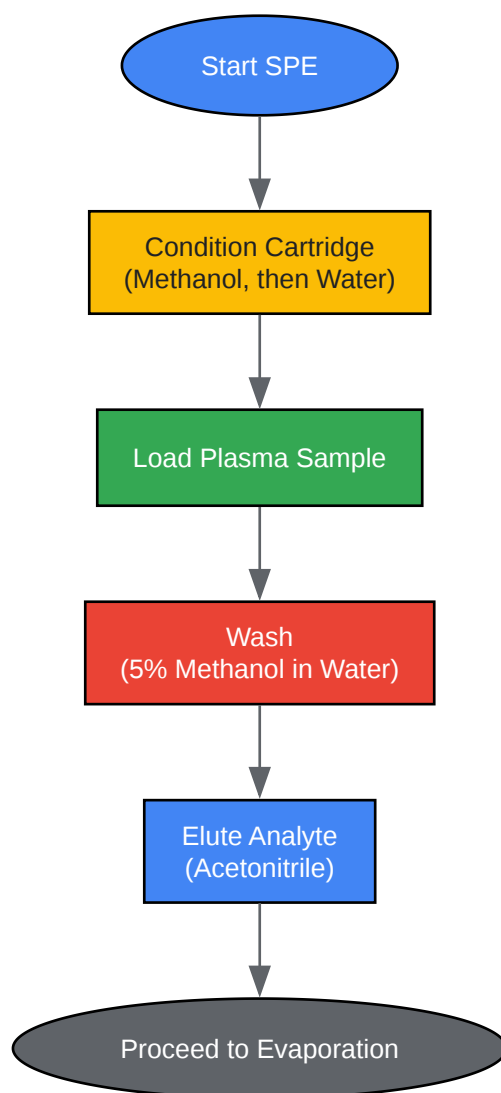 Start SPE
Condition Cartridge
(Methanol, then Water)
Load Plasma Sample
Wash
(5% Methanol in Water)
Elute Analyte
(Acetonitrile)
Proceed to Evaporation